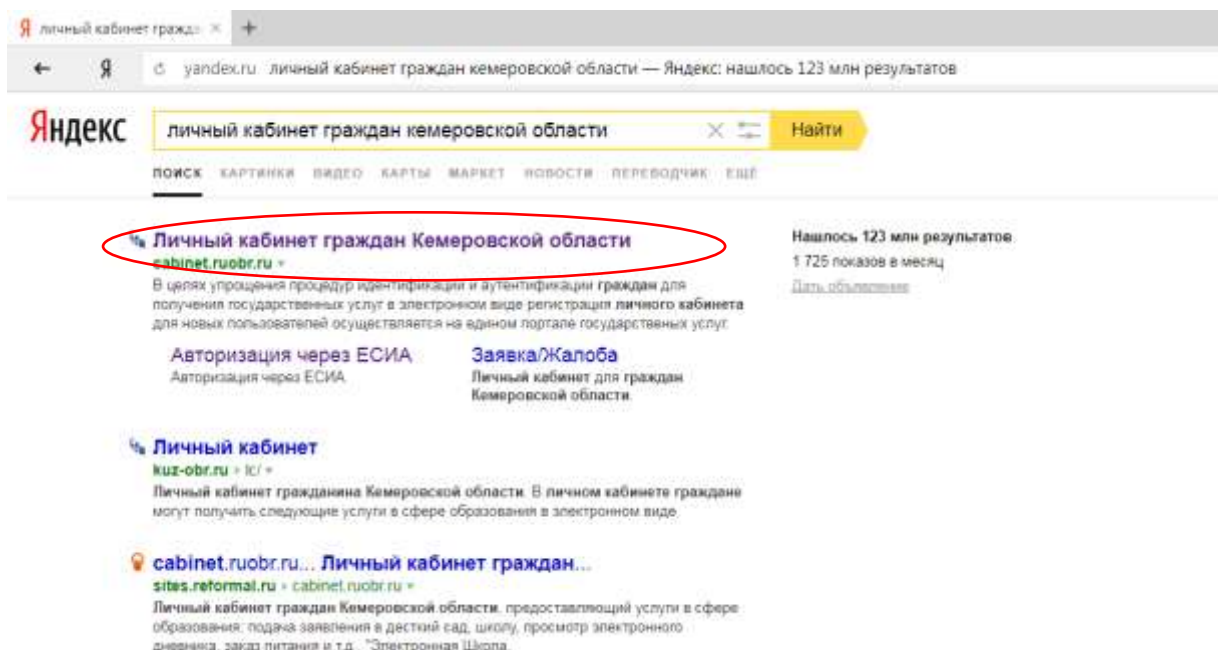 Я личный кабинет гражда ×
Я yandex.ru личный кабинет граждан кемеровской области — Яндекс: нашлось 123 млн результатов
Яндекс личный кабинет граждан кемеровской области Найти
ПОИСК КАРТИНКИ ВИДЕО КАРТЫ МАРКЕТ НОВОСТИ ПЕРЕВОДЧИК ЕЩЁ
Личный кабинет граждан Кемеровской области
cabinet.ruobr.ru
В целях упрощения процедур идентификации и аутентификации граждан для
получения государственных услуг в электронном виде регистрация личного кабинета
для новых пользователей осуществляется на едином портале государственых услуг.
Авторизация через ЕСИА
Авторизация через ЕСИА
Заявка/Жалоба
Личный кабинет для граждан
Кемеровской области.
Личный кабинет
kuz-obr.ru › lc/
Личный кабинет гражданина Кемеровской области. В личном кабинете граждане
могут получить следующие услуги в сфере образования в электронном виде
cabinet.ruobr.ru... Личный кабинет граждан...
sites.reformal.ru › cabinet.ruobr.ru
Личный кабинет граждан Кемеровской области, предоставляющий услуги в сфере
образования: подача заявления в десткий сад, школу, просмотр электронного
дневника, заказ питания и т.д.. "Электронная Школа.
Нашлось 123 млн результатов
1 725 показов в месяц
Дать объявление